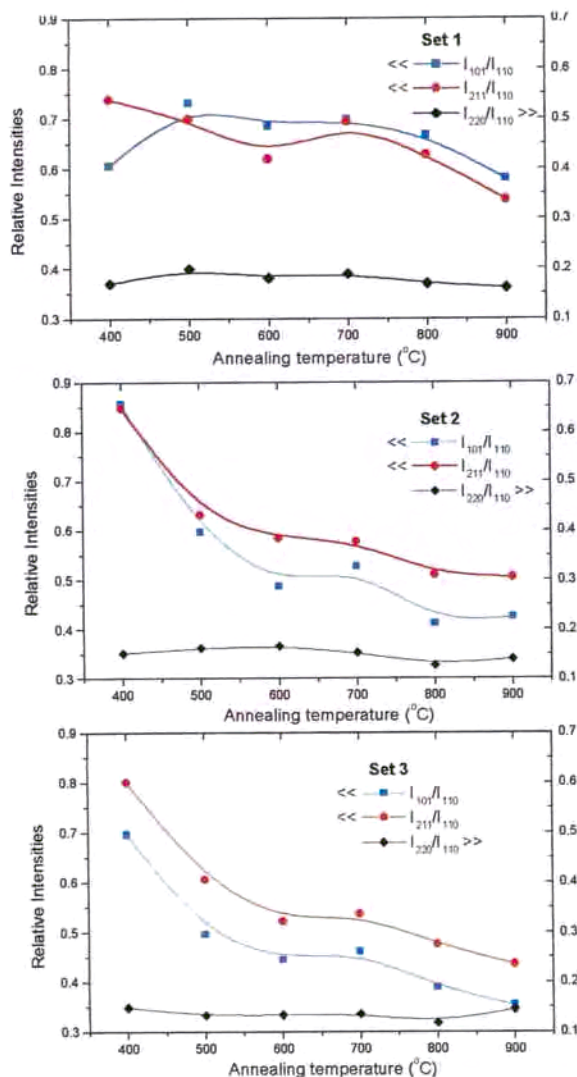 0.9 0.7
Set 1
<< I101/I110
0.8 0.6
<< I211/I110
I220/I110 >>
0.7 0.5
0.6 0.4
0.5 0.3
0.4 0.2
0.3 0.1
Relative Intensities
400 500 600 700 800 900
Annealing temperature (°C)
0.9 0.7
Set 2
0.8 0.6
<< I101/I110
<< I211/I110
0.7 0.5
I220/I110 >>
0.6 0.4
0.5 0.3
0.4 0.2
0.3 0.1
Relative Intensities
400 500 600 700 800 900
Annealing temperature (°C)
0.9 0.7
Set 3
0.8 0.6
<< I101/I110
<< I211/I110
0.7 0.5
I220/I110 >>
0.6 0.4
0.5 0.3
0.4 0.2
0.3 0.1
Relative Intensities
400 500 600 700 800 900
Annealing temperature (°C)